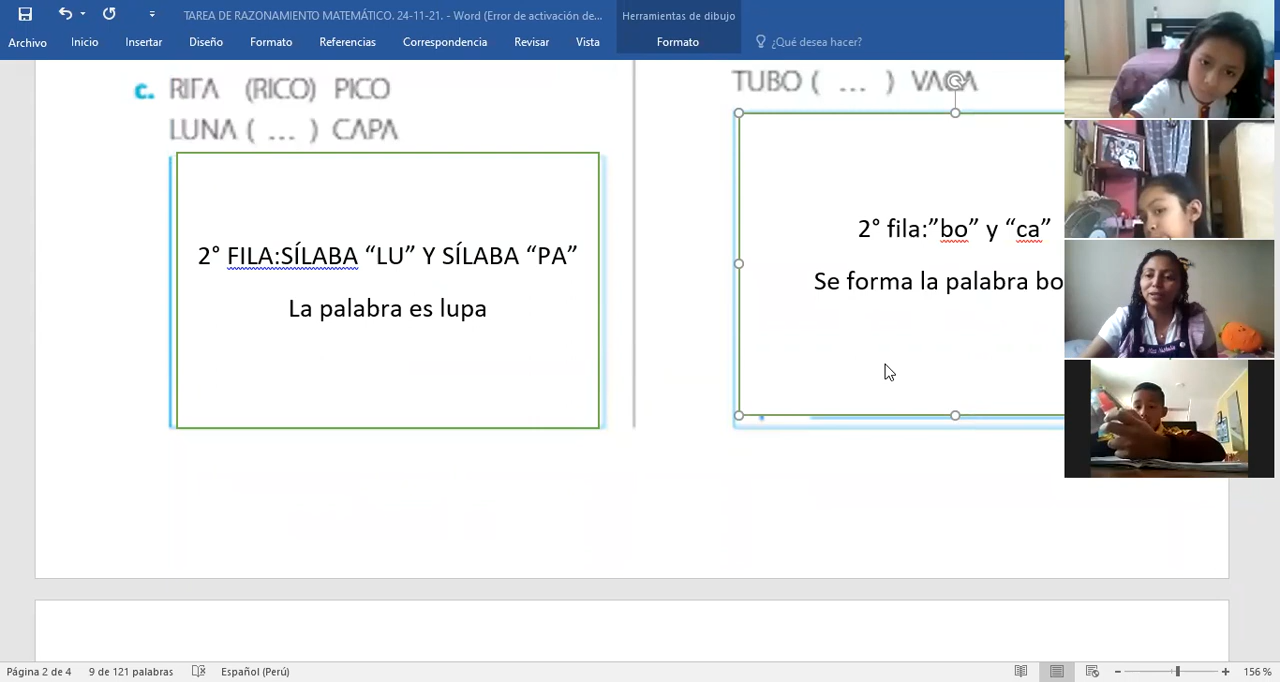 TAREA DE RAZONAMIENTO MATEMÁTICO. 24-11-21. - Word (Error de activación de...
Herramientas de dibujo
Archivo Inicio Insertar Diseño Formato Referencias Correspondencia Revisar Vista Formato ¿Qué desea hacer?
c. RIFA (RICO) PICO
LUNA ( ... ) CAPA
2° FILA:SÍLABA “LU” Y SÍLABA “PA”
La palabra es lupa
TUBO ( ... ) VACA
2° fila:”bo” y “ca”
Se forma la palabra bo
Página 2 de 4 9 de 121 palabras Español (Perú) 156 %